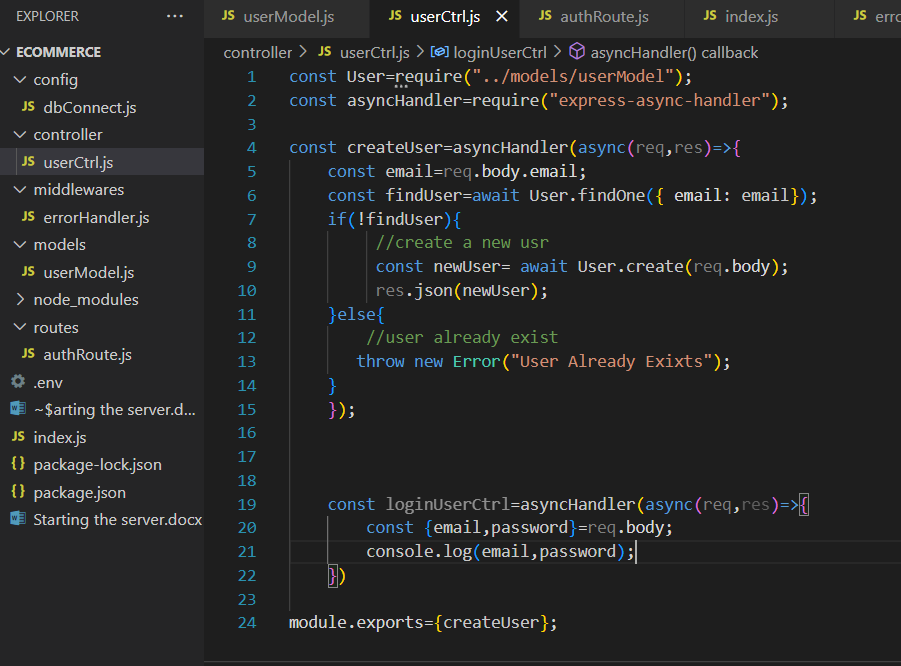 EXPLORER ...
JS userModel.js JS userCtrl.js × JS authRoute.js JS index.js JS erro
ECOMMERCE
config
JS dbConnect.js
controller
JS userCtrl.js
middlewares
JS errorHandler.js
models
JS userModel.js
node_modules
routes
JS authRoute.js
.env
~$arting the server.d...
JS index.js
{} package-lock.json
{} package.json
Starting the server.docx
controller > JS userCtrl.js > loginUserCtrl > asyncHandler() callback
1 const User=require("../models/userModel");
2 const asyncHandler=require("express-async-handler");
3
4 const createUser=asyncHandler(async(req,res)=>{
5 const email=req.body.email;
6 const findUser=await User.findOne({ email: email});
7 if(!findUser){
8 //create a new usr
9 const newUser= await User.create(req.body);
10 res.json(newUser);
11 }else{
12 //user already exist
13 throw new Error("User Already Exixts");
14 }
15 });
16
17
18
19 const loginUserCtrl=asyncHandler(async(req,res)=>{
20 const {email,password}=req.body;
21 console.log(email,password);
22 })
23
24 module.exports={createUser};